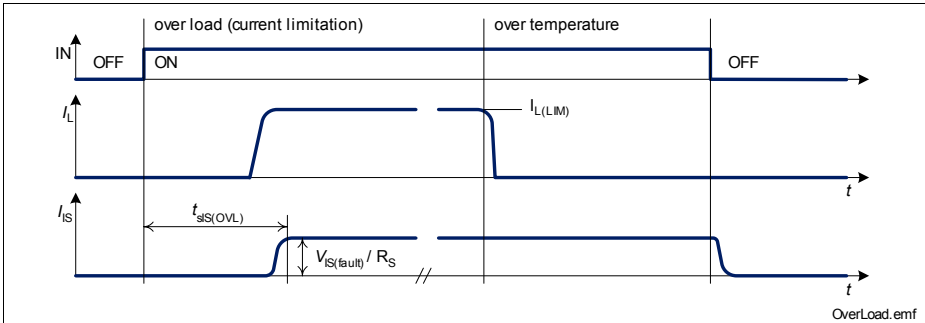 over load (current limitation)
over temperature
IN
OFF
ON
OFF
t
I_L
I_L(LIM)
t
I_IS
t_sIS(OVL)
V_IS(fault) / R_S
t
OverLoad.emf